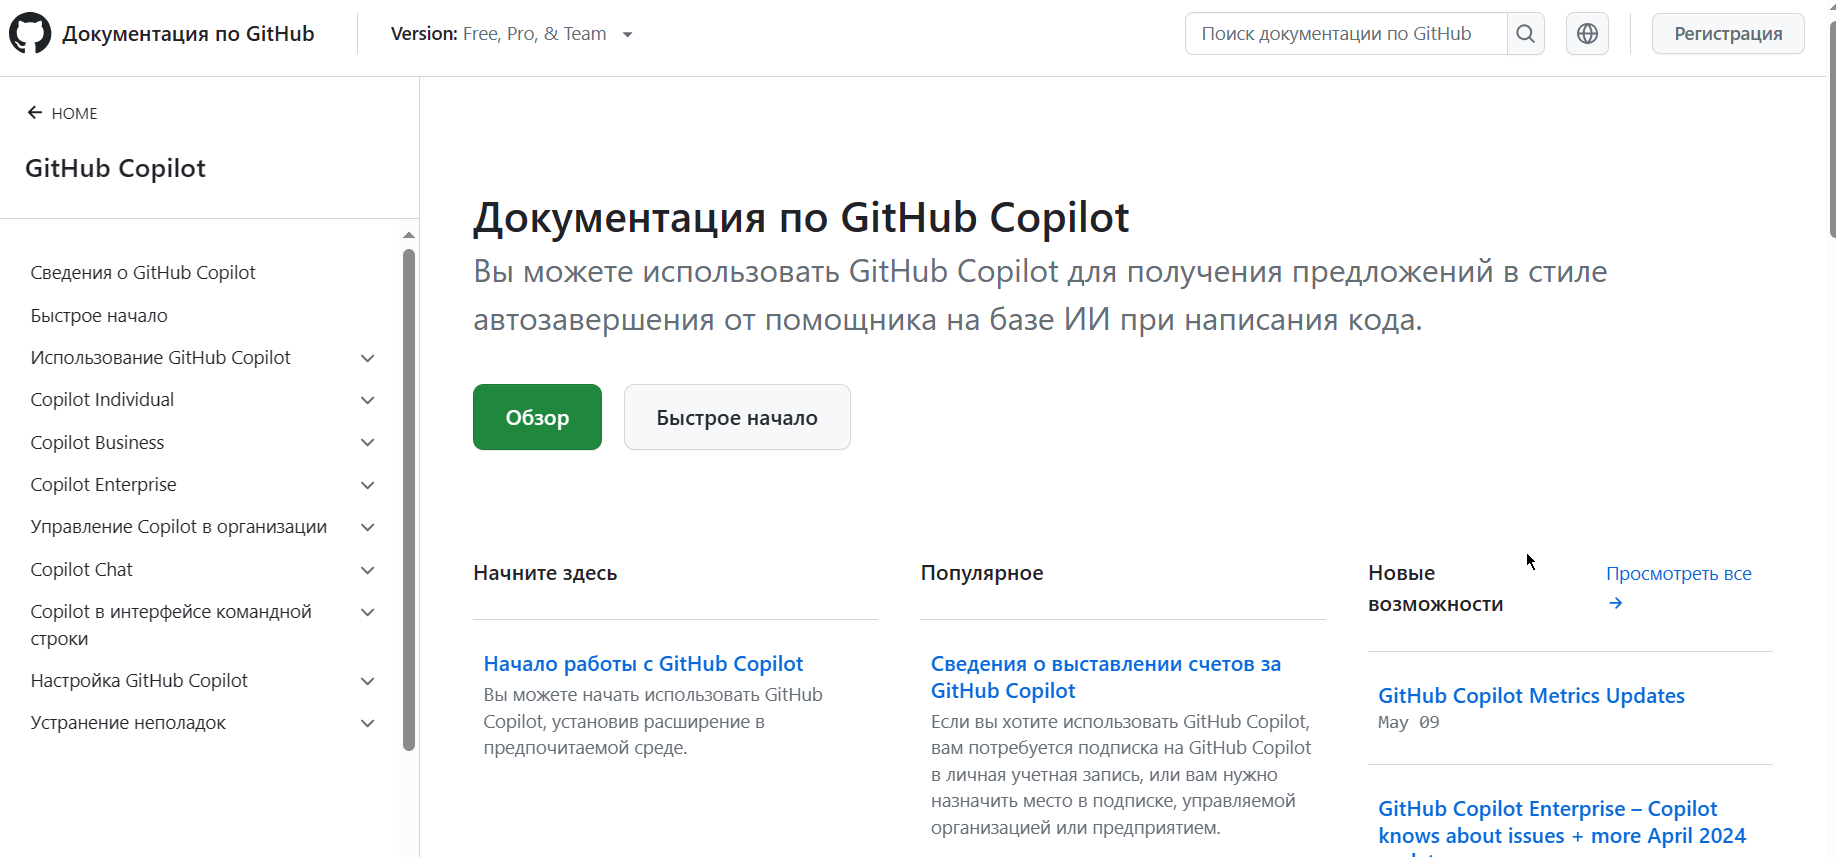 Документация по GitHub
Version: Free, Pro, & Team
Поиск документации по GitHub
Регистрация
HOME
GitHub Copilot
Сведения о GitHub Copilot
Быстрое начало
Использование GitHub Copilot
Copilot Individual
Copilot Business
Copilot Enterprise
Управление Copilot в организации
Copilot Chat
Copilot в интерфейсе командной
строки
Настройка GitHub Copilot
Устранение неполадок
Документация по GitHub Copilot
Вы можете использовать GitHub Copilot для получения предложений в стиле
автозавершения от помощника на базе ИИ при написания кода.
Обзор
Быстрое начало
Начните здесь
Начало работы с GitHub Copilot
Вы можете начать использовать GitHub
Copilot, установив расширение в
предпочитаемой среде.
Популярное
Сведения о выставлении счетов за
GitHub Copilot
Если вы хотите использовать GitHub Copilot,
вам потребуется подписка на GitHub Copilot
в личная учетная запись, или вам нужно
назначить место в подписке, управляемой
организацией или предприятием.
Новые
возможности
Просмотреть все
GitHub Copilot Metrics Updates
May 09
GitHub Copilot Enterprise – Copilot
knows about issues + more April 2024